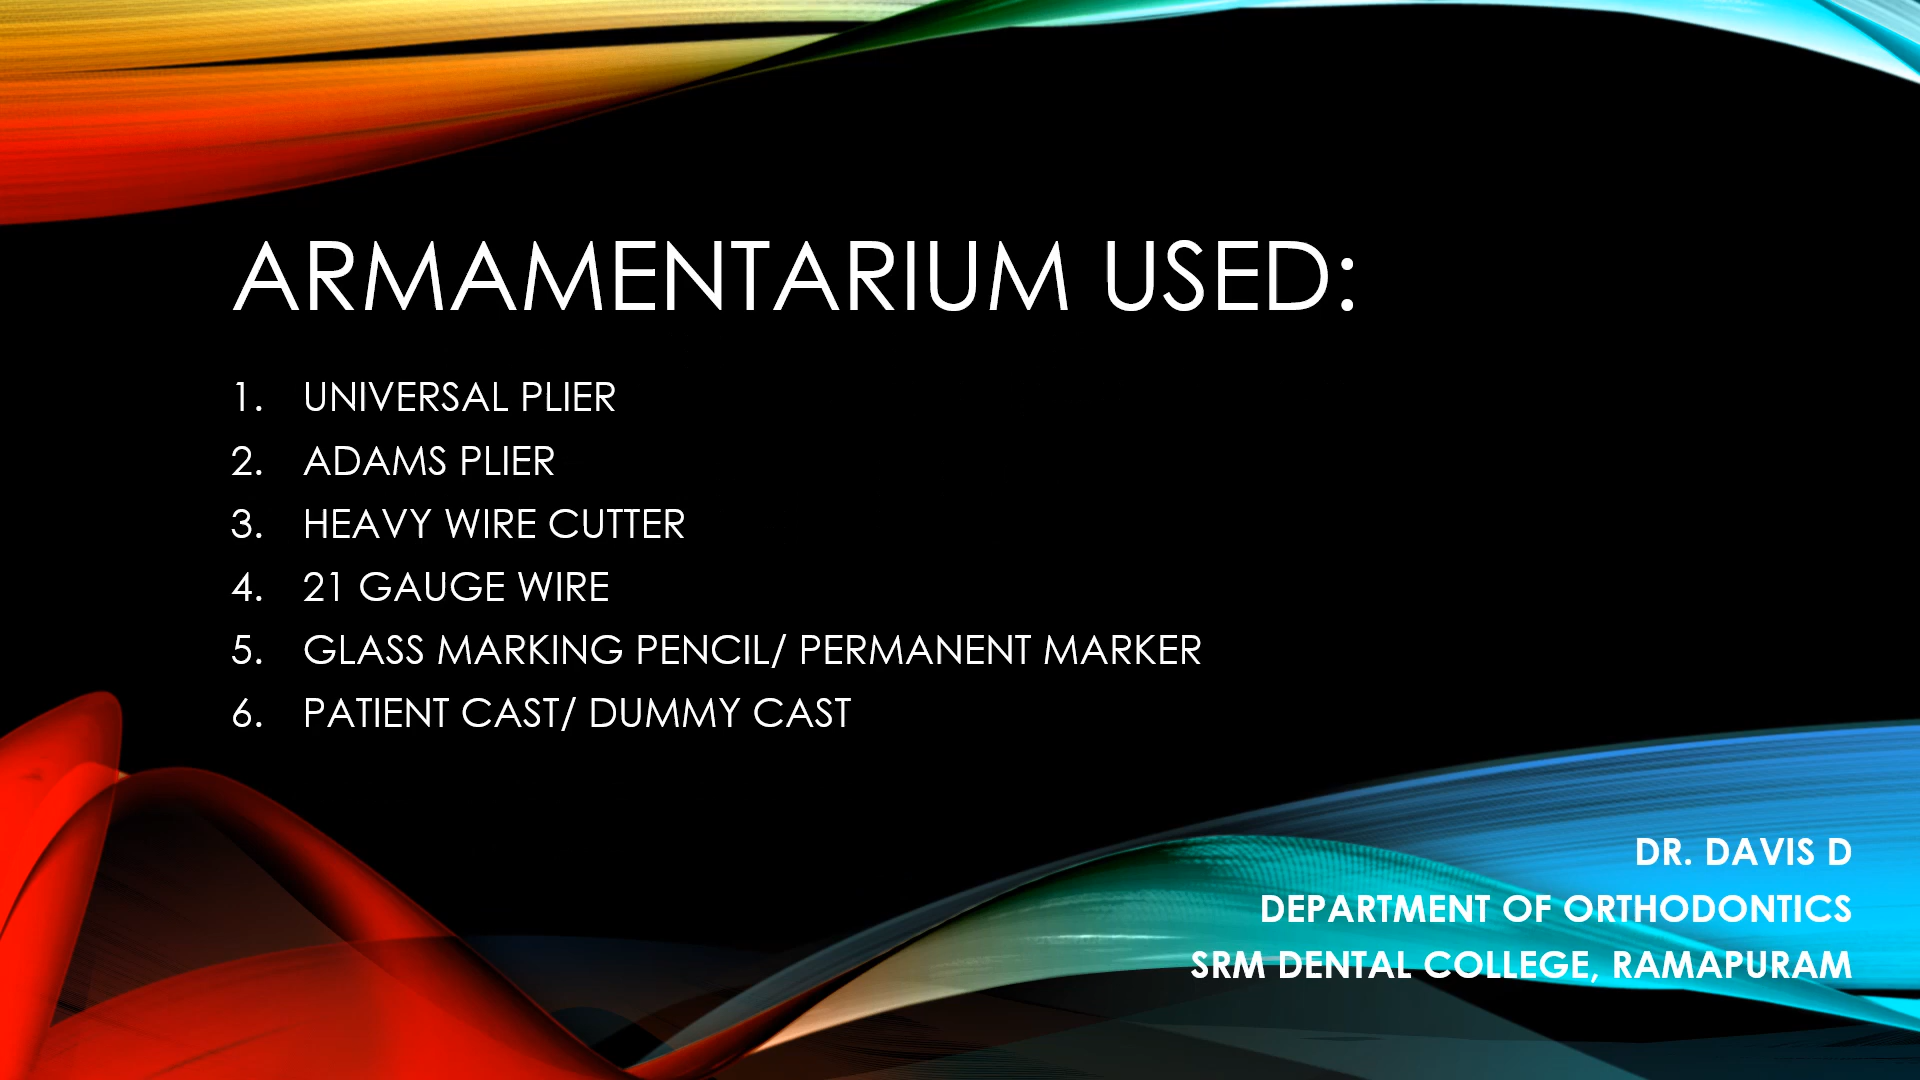 ARMAMENTARIUM USED:
1. UNIVERSAL PLIER
2. ADAMS PLIER
3. HEAVY WIRE CUTTER
4. 21 GAUGE WIRE
5. GLASS MARKING PENCIL/ PERMANENT MARKER
6. PATIENT CAST/ DUMMY CAST
DR. DAVIS D
DEPARTMENT OF ORTHODONTICS
SRM DENTAL COLLEGE, RAMAPURAM